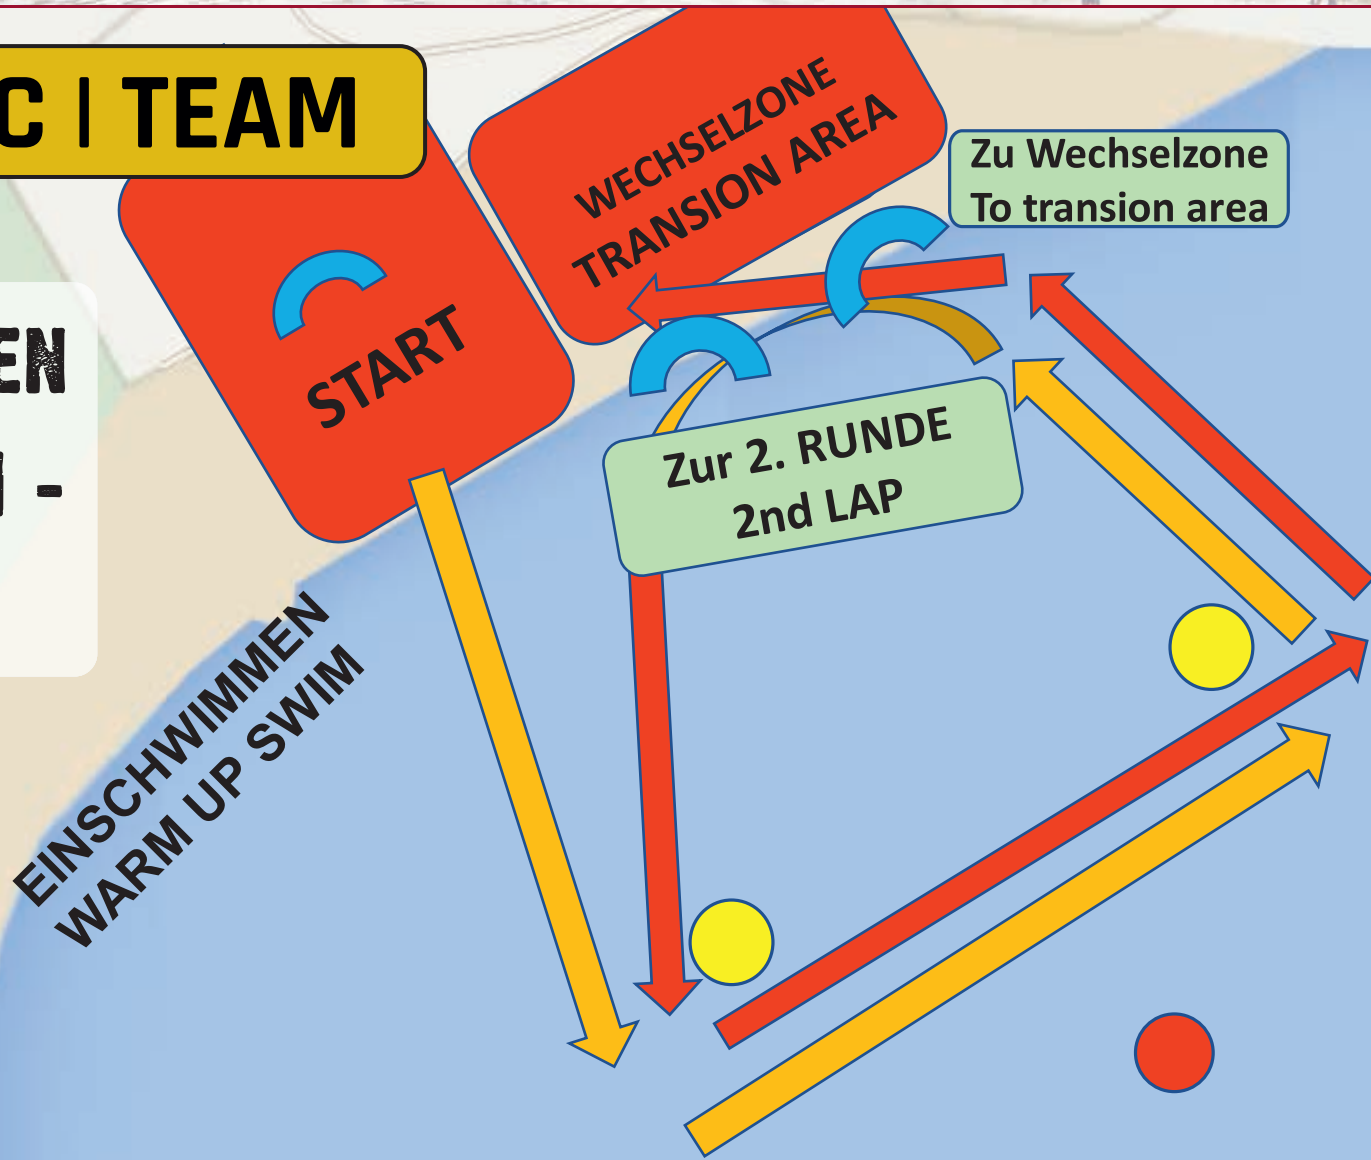 C | TEAM
EN
-
START
WECHSELZONE
TRANSION AREA
Zu Wechselzone
To transion area
Zur 2. RUNDE
2nd LAP
EINSCHWIMMEN
WARM UP SWIM